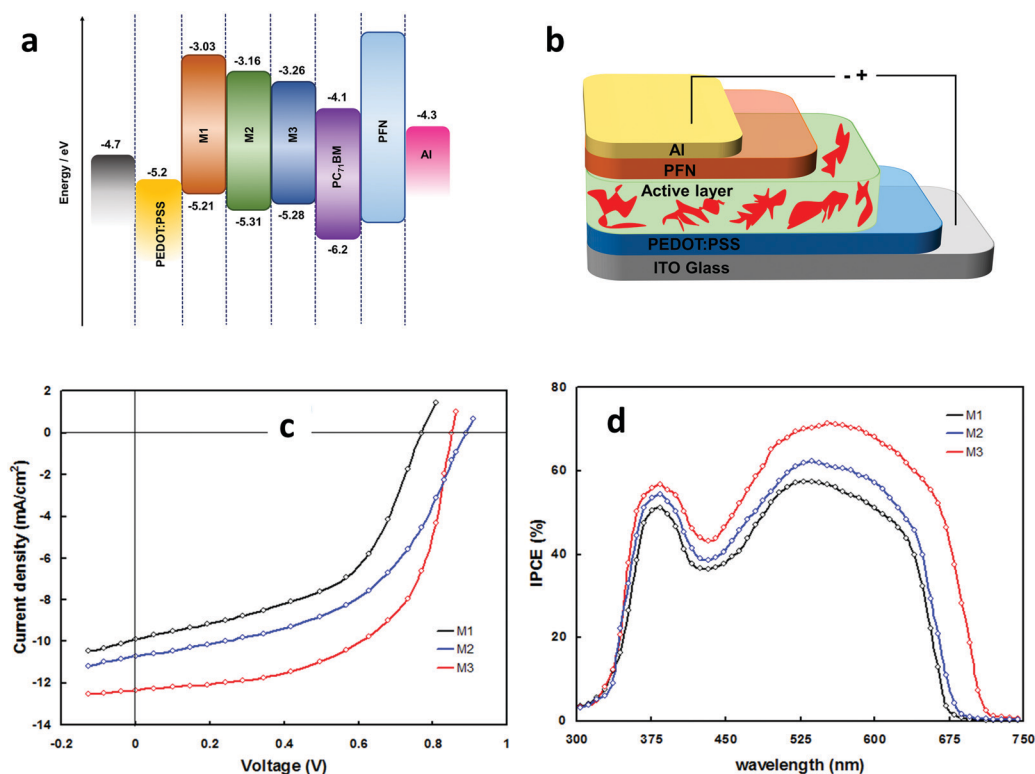 a
Energy / eV
-4.7
-5.2
PEDOT:PSS
-3.03
M1
-5.21
-3.16
M2
-5.31
-3.26
M3
-5.28
-4.1
PC₇₁BM
-6.2
PFN
-4.3
Al
b
- +
Al
PFN
Active layer
PEDOT:PSS
ITO Glass
c
Current density (mA/cm²)
2
0
-2
-4
-6
-8
-10
-12
-14
-0.2
0
0.2
0.4
0.6
0.8
1
Voltage (V)
M1
M2
M3
d
IPCE (%)
80
60
40
20
0
300
375
450
525
600
675
750
wavelength (nm)
M1
M2
M3